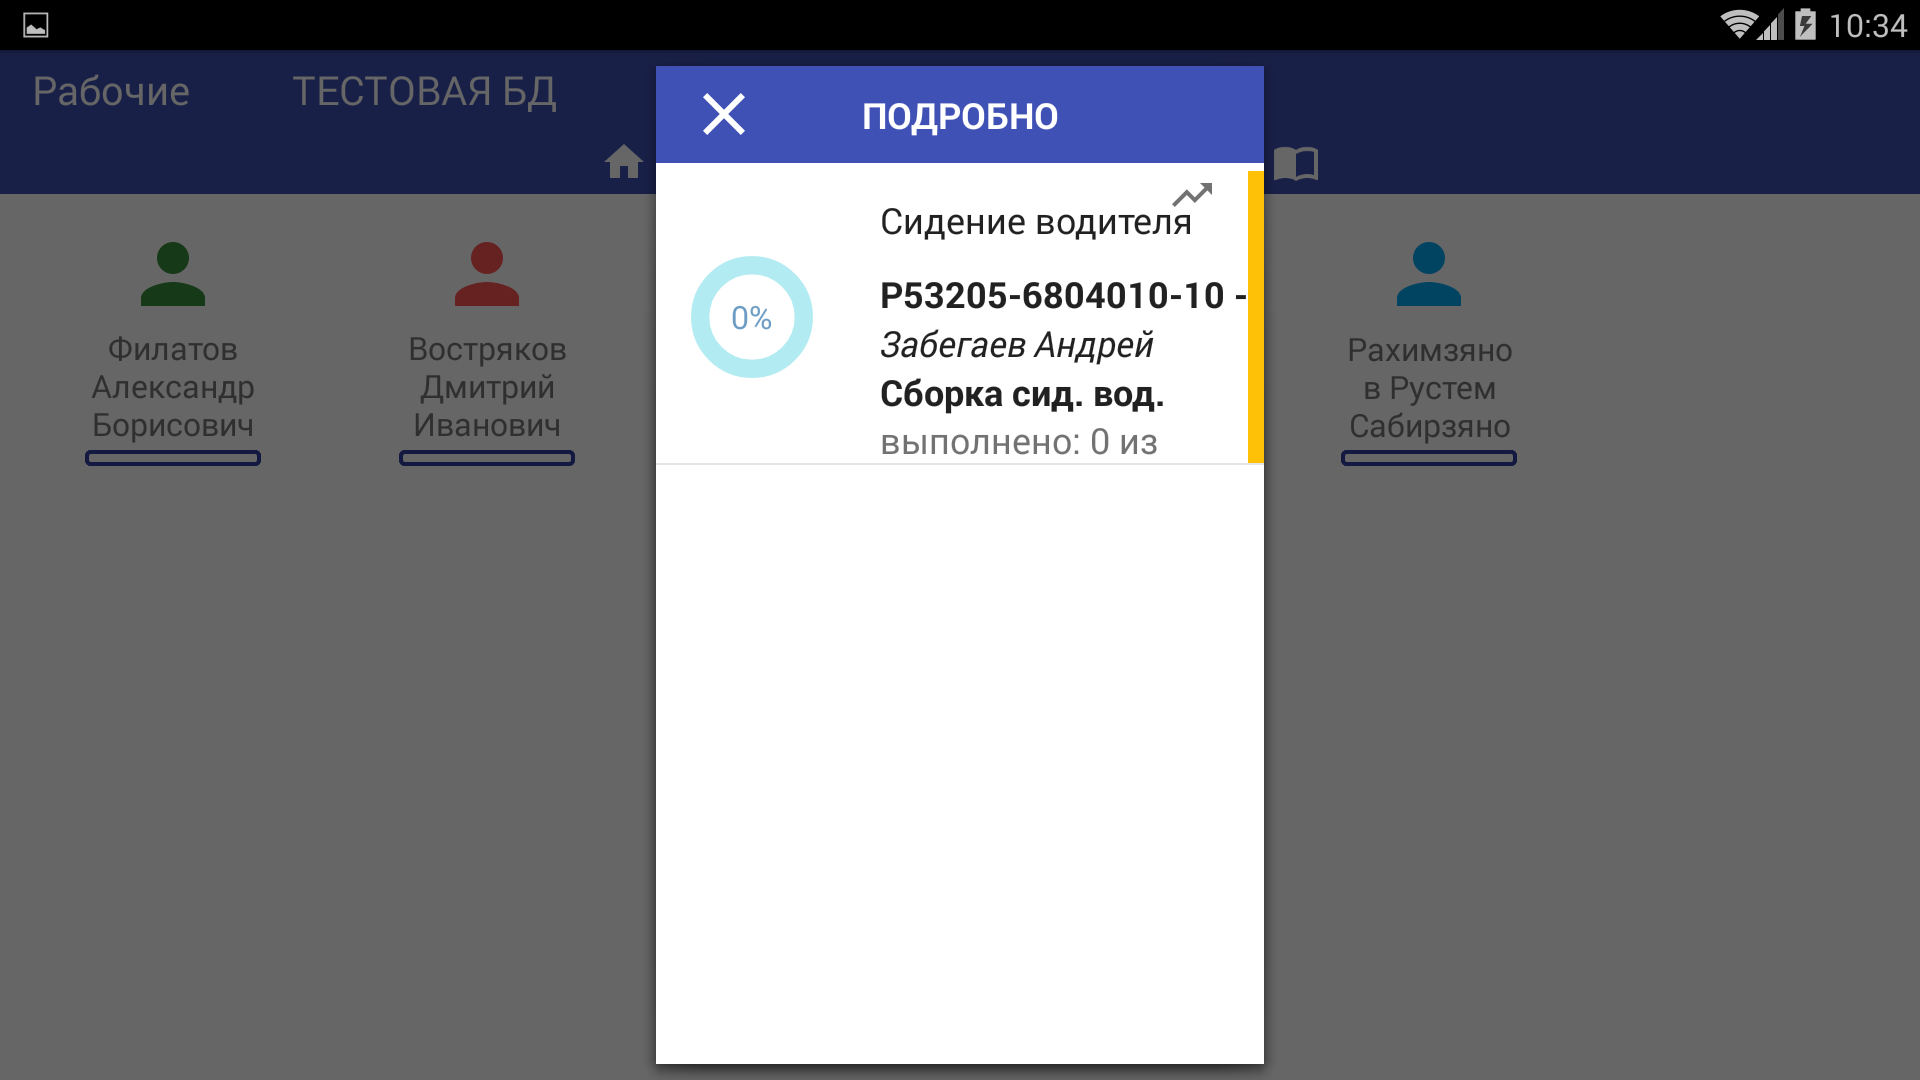 10:34
Рабочие ТЕСТОВАЯ БД
ПОДРОБНО
Сидение водителя
0%
Р53205-6804010-10 -
Забегаев Андрей
Сборка сид. вод.
выполнено: 0 из
Филатов
Александр
Борисович
Востряков
Дмитрий
Иванович
Рахимзяно
в Рустем
Сабирзяно